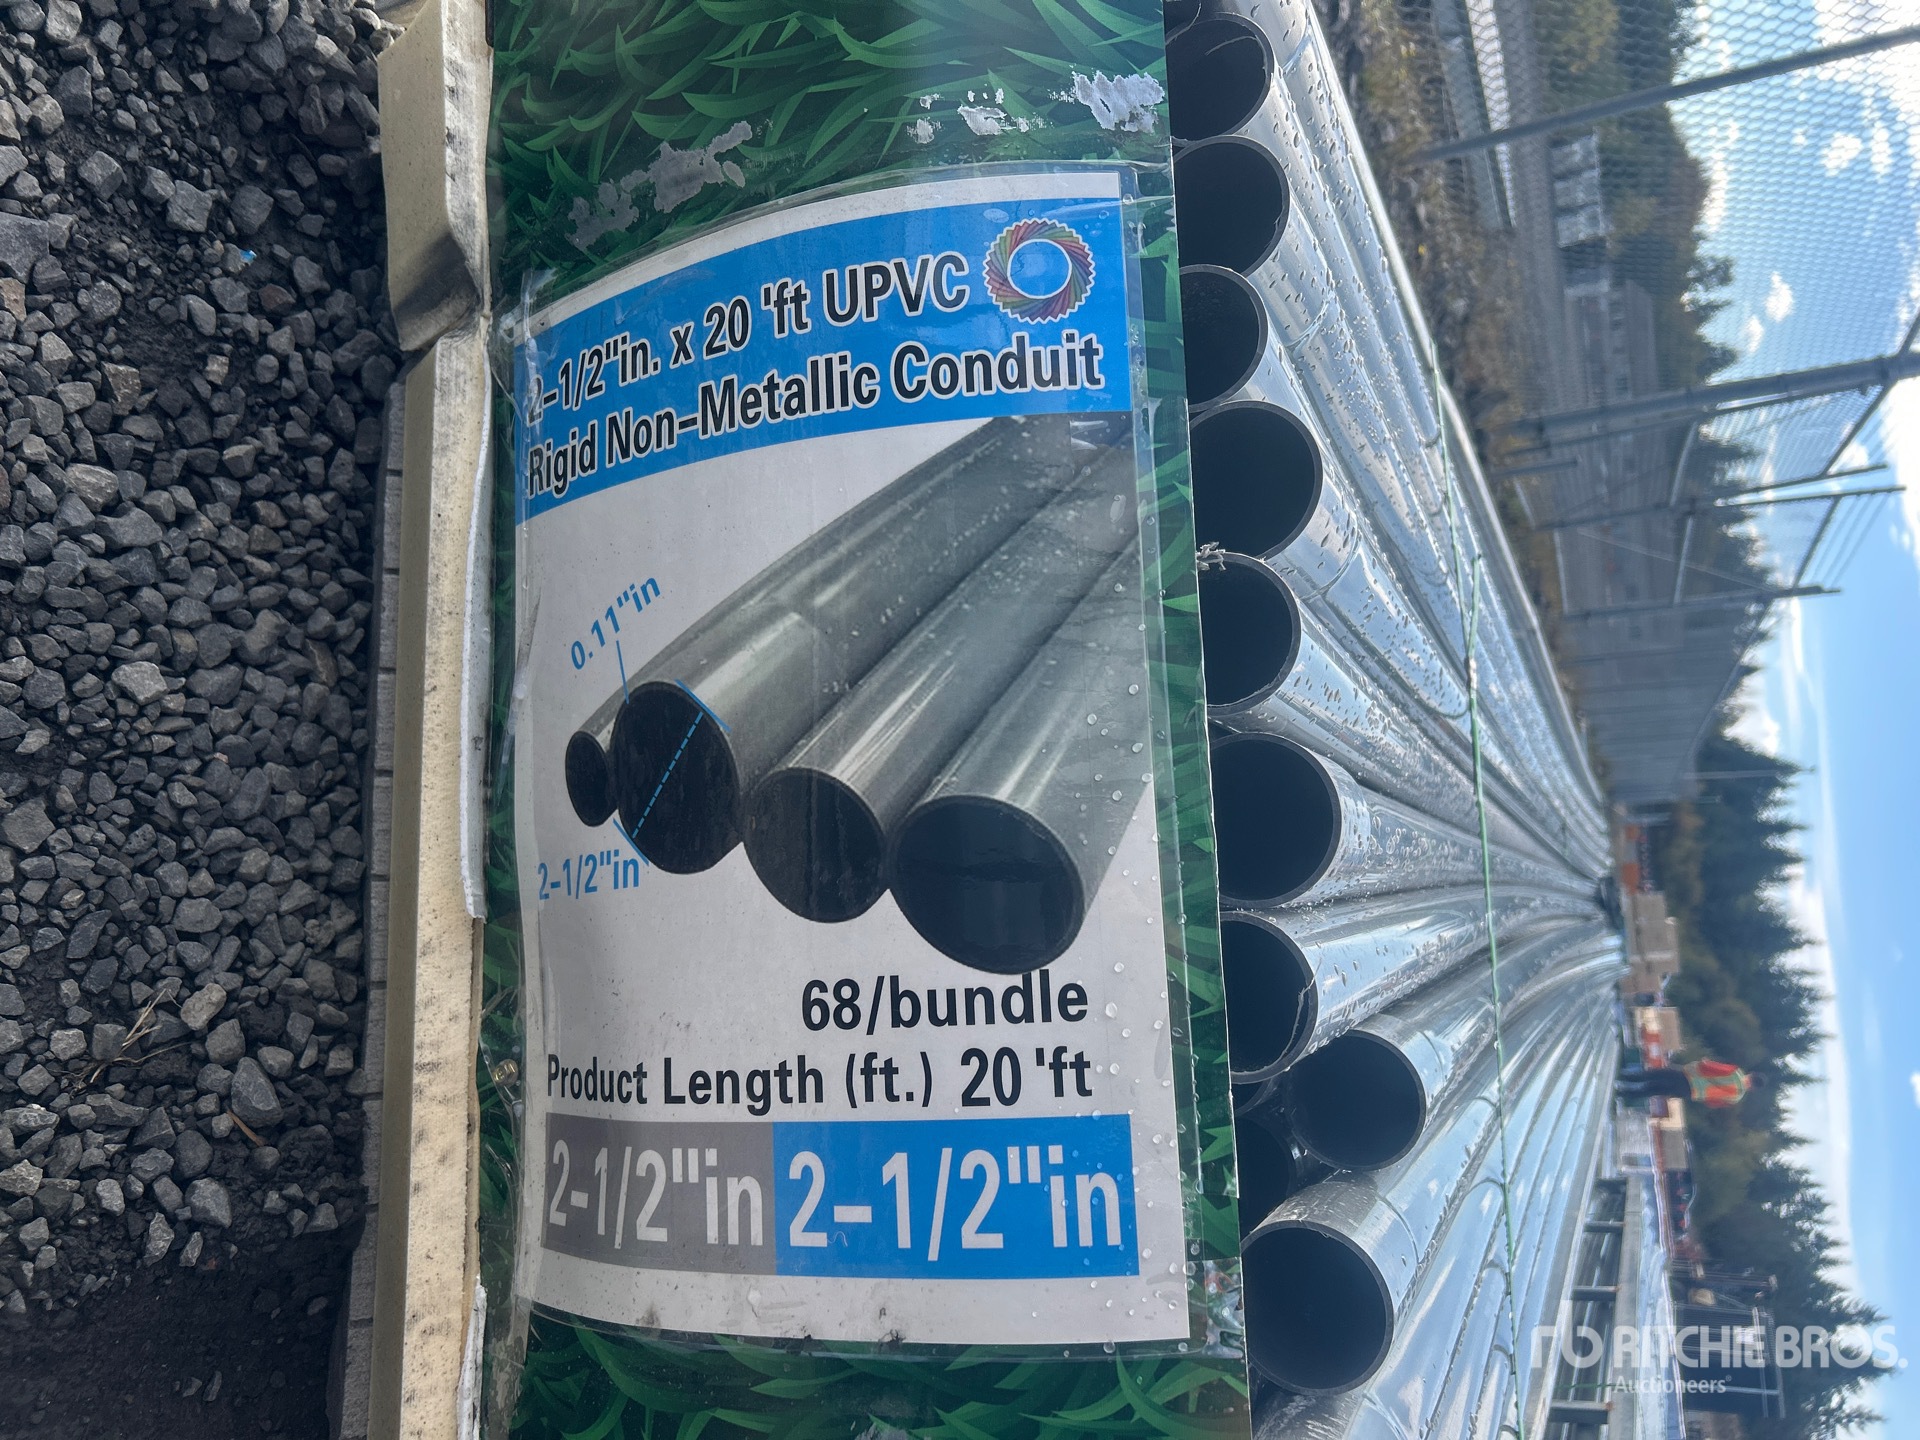 2-1/2"in. x 20 'ft UPVC
Rigid Non-Metallic Conduit
0.11"in
2-1/2"in
68/bundle
Product Length (ft.) 20 'ft
2-1/2"in 2-1/2"in
rb RITCHIE BROS.
Auctioneers